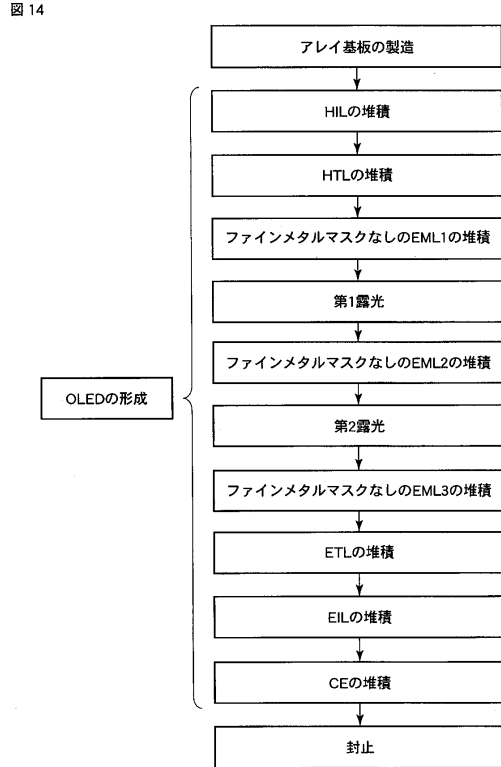 図 14
アレイ基板の製造
HILの堆積
HTLの堆積
ファインメタルマスクなしのEML1の堆積
第1露光
ファインメタルマスクなしのEML2の堆積
OLEDの形成
第2露光
ファインメタルマスクなしのEML3の堆積
ETLの堆積
EILの堆積
CEの堆積
封止